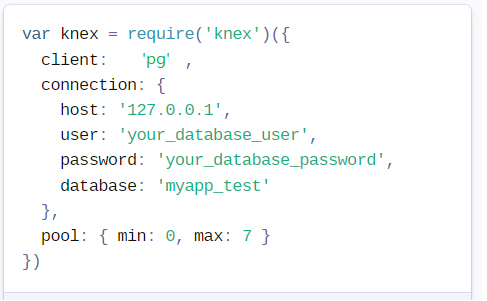 var knex = require('knex')({
  client:   'pg' ,
  connection: {
    host: '127.0.0.1',
    user: 'your_database_user',
    password: 'your_database_password',
    database: 'myapp_test'
  },
  pool: { min: 0, max: 7 }
})